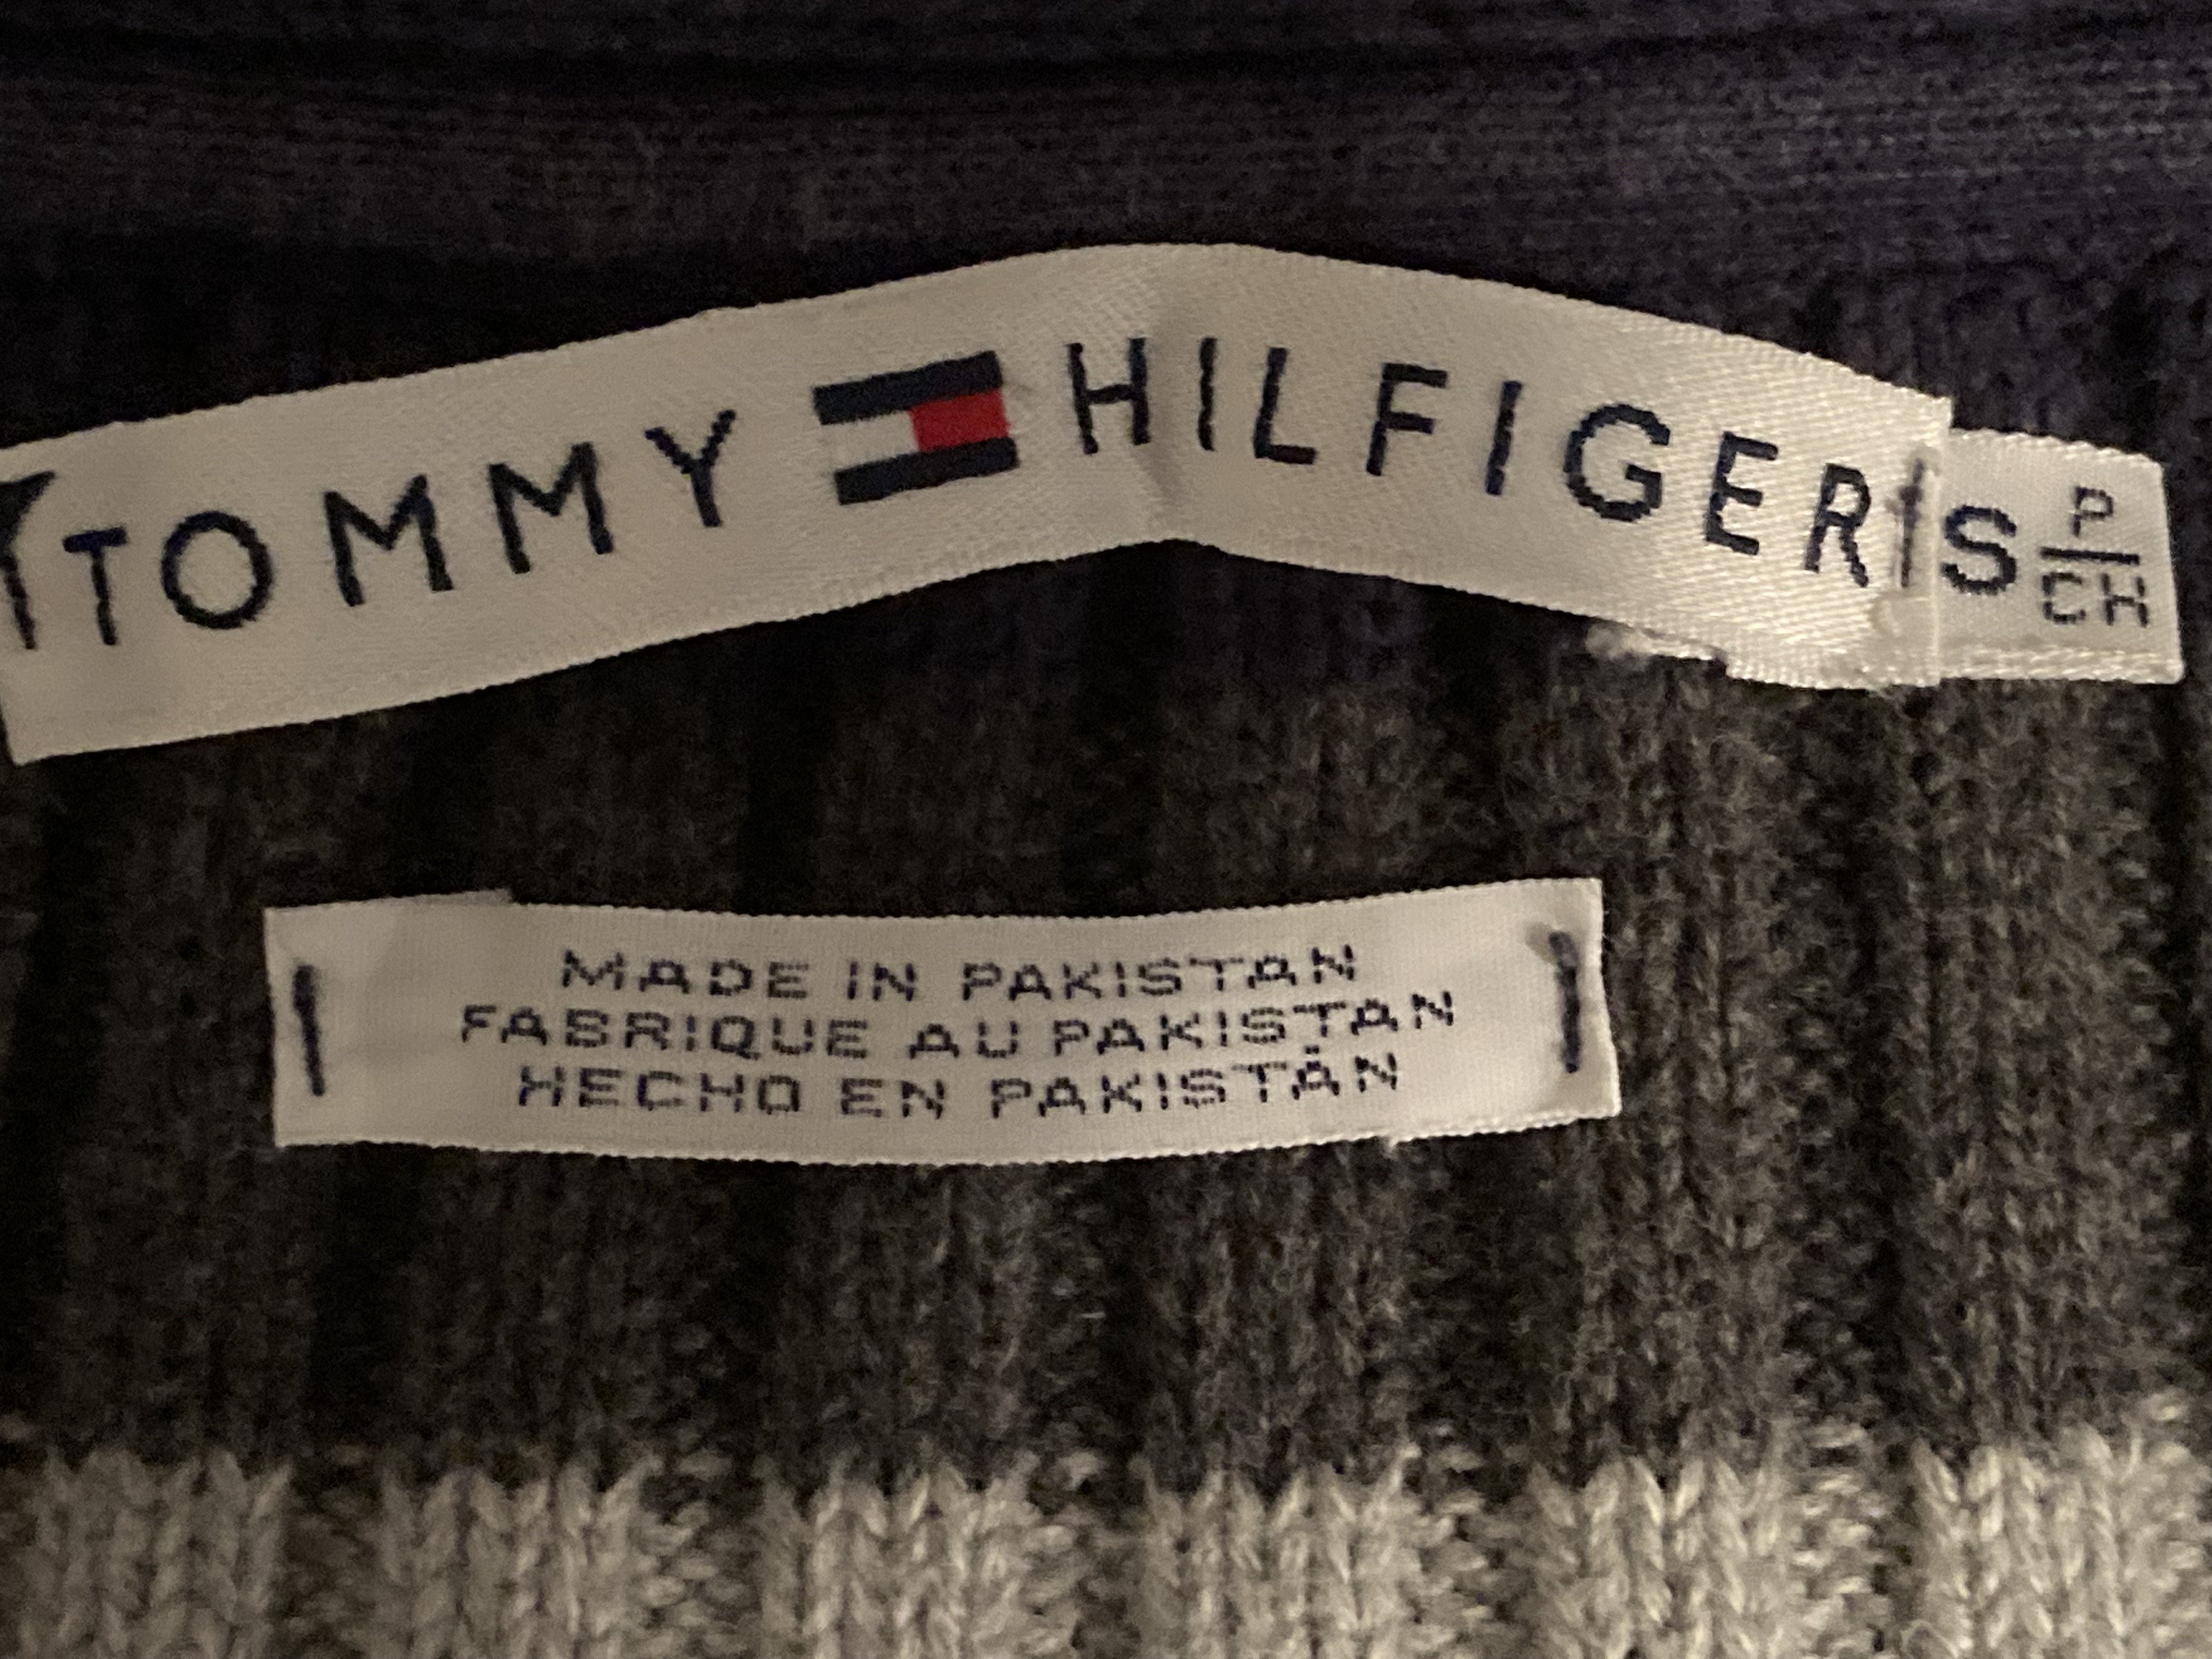 TOMMY HILFIGER S P
CH
MADE IN PAKISTAN
FABRIQUE AU PAKISTAN
HECHO EN PAKISTÁN